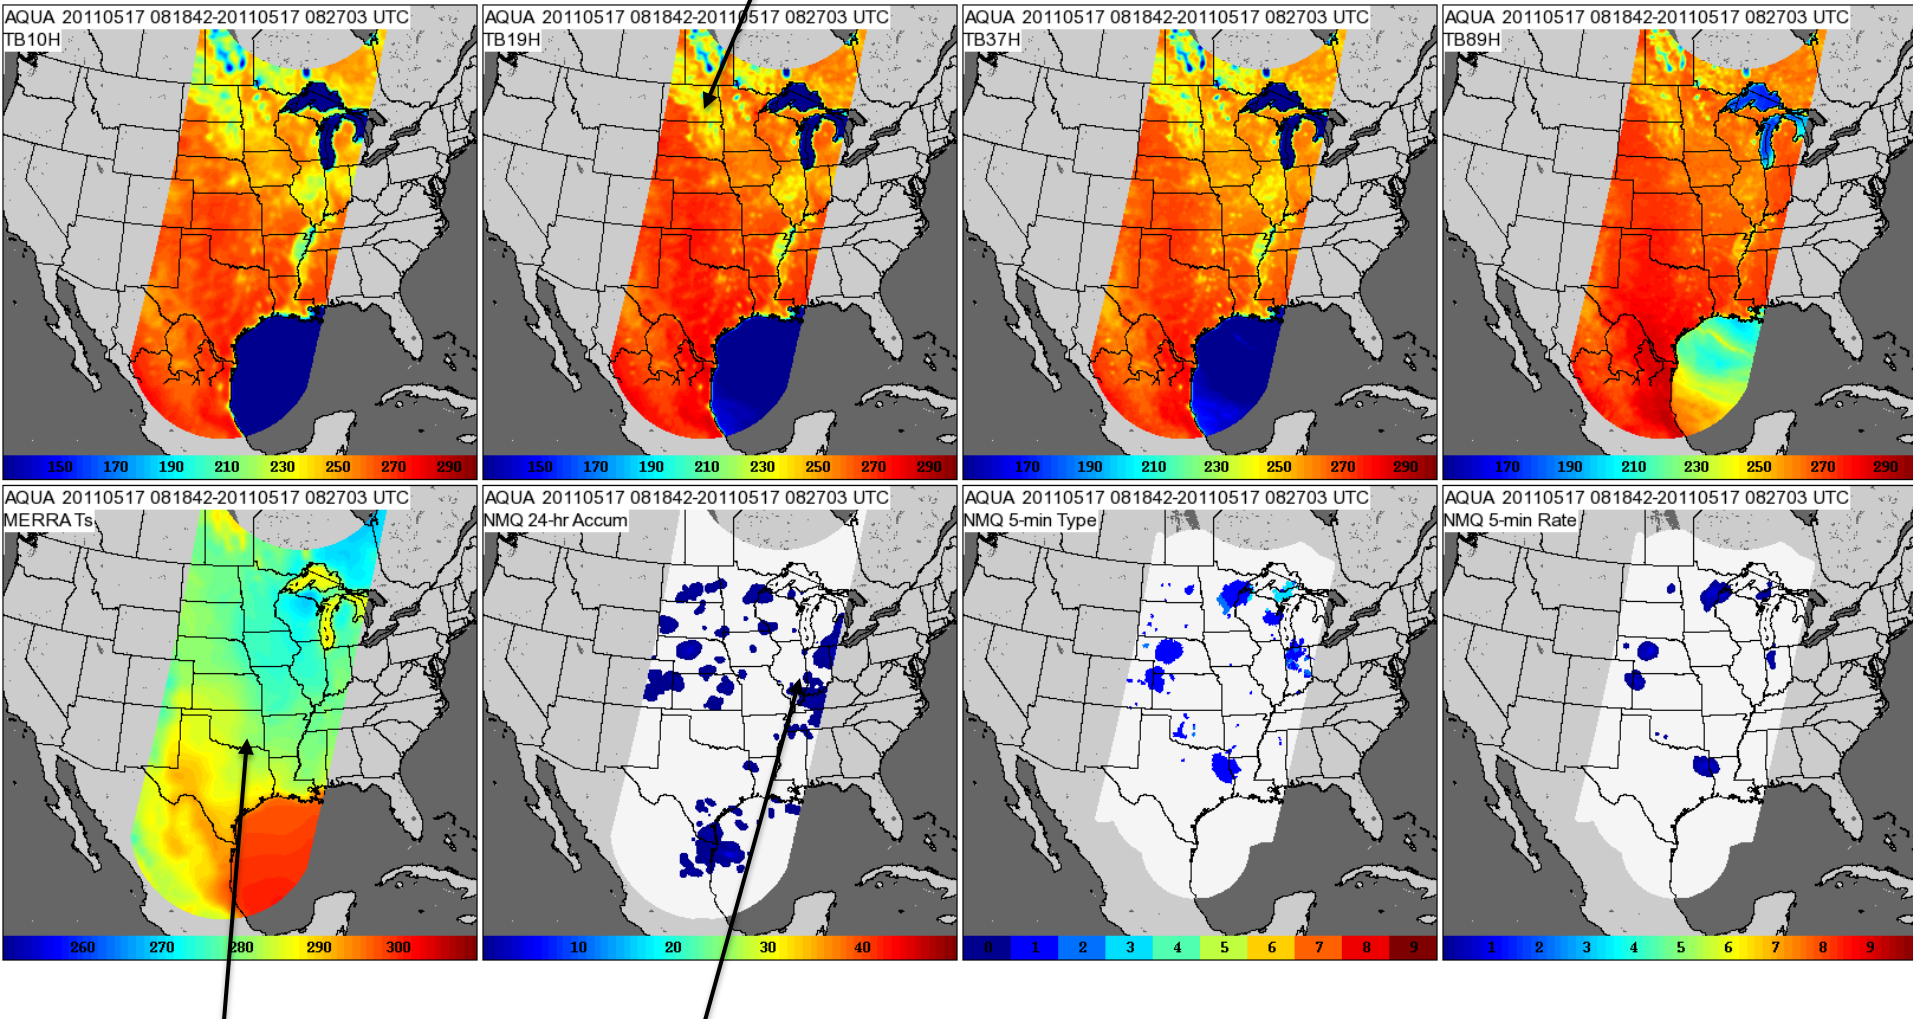 AQUA 20110517 081842-20110517 082703 UTC
TB10H
150 170 190 210 230 250 270 290
AQUA 20110517 081842-20110517 082703 UTC
TB19H
150 170 190 210 230 250 270 290
AQUA 20110517 081842-20110517 082703 UTC
TB37H
170 190 210 230 250 270 290
AQUA 20110517 081842-20110517 082703 UTC
TB89H
170 190 210 230 250 270 290
AQUA 20110517 081842-20110517 082703 UTC
MERRA Ts
260 270 280 290 300
AQUA 20110517 081842-20110517 082703 UTC
NMQ 24-hr Accum
10 20 30 40
AQUA 20110517 081842-20110517 082703 UTC
NMQ 5-min Type
0 1 2 3 4 5 6 7 8 9
AQUA 20110517 081842-20110517 082703 UTC
NMQ 5-min Rate
1 2 3 4 5 6 7 8 9